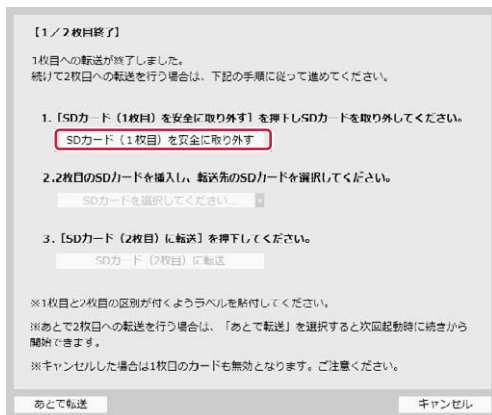 【1/2枚目終了】
1枚目への転送が終了しました。
続けて2枚目への転送を行う場合は、下記の手順に従って進めてください。
1.［SDカード（1枚目）を安全に取り外す］を押下しSDカードを取り外してください。
SDカード（1枚目）を安全に取り外す
2.2枚目のSDカードを挿入し、転送先のSDカードを選択してください。
SDカードを選択してください...
3.［SDカード（2枚目）に転送］を押下してください。
SDカード（2枚目）に転送
※1枚目と2枚目の区別が付くようラベルを貼付してください。
※あとで2枚目への転送を行う場合は、「あとで転送」を選択すると次回起動時に続きから
開始できます。
※キャンセルした場合は1枚目のカードも無効となります。ご注意ください。
あとで転送
キャンセル